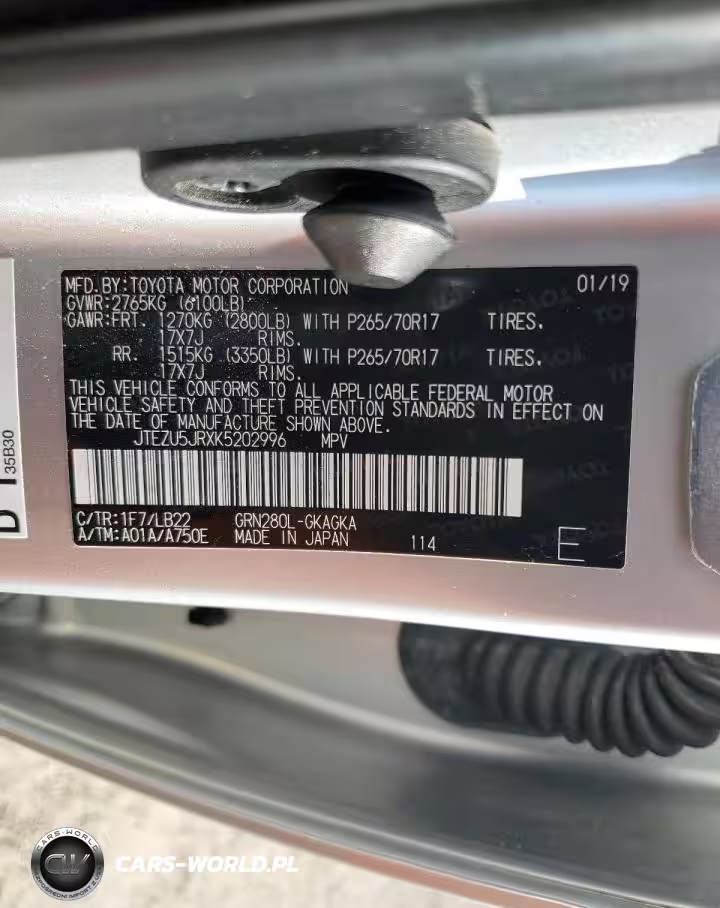 MFD.BY:TOYOTA MOTOR CORPORATION 01/19
GVWR:2765KG (6100LB)
GAWR:FRT. 1270KG (2800LB) WITH P265/70R17 TIRES.
17X7J RIMS.
RR. 1515KG (3350LB) WITH P265/70R17 TIRES.
17X7J RIMS.
THIS VEHICLE CONFORMS TO ALL APPLICABLE FEDERAL MOTOR
VEHICLE SAFETY AND THEFT PREVENTION STANDARDS IN EFFECT ON
THE DATE OF MANUFACTURE SHOWN ABOVE.
JTEZU5JRXK5202996 MPV
C/TR:1F7/LB22 GRN280L-GKAGKA
A/TM:A01A/A750E MADE IN JAPAN 114 E
35B30
CARS-WORLD
CW
CARS-WORLD.PL